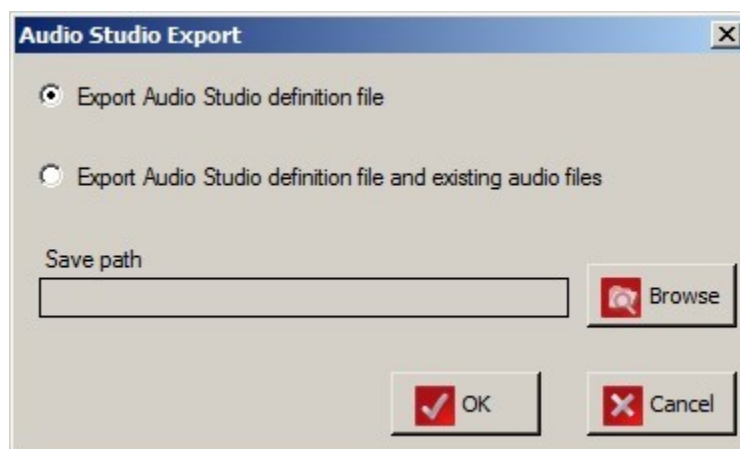 Audio Studio Export
Export Audio Studio definition file
Export Audio Studio definition file and existing audio files
Save path
Browse
OK
Cancel